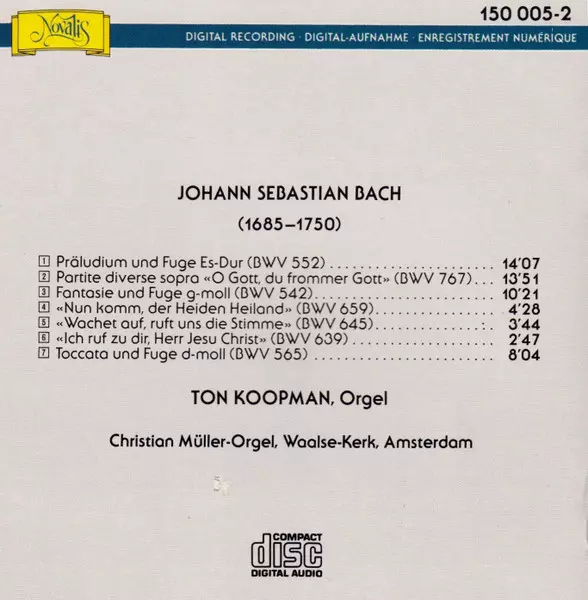 Novalis
150 005-2
DIGITAL RECORDING · DIGITAL-AUFNAHME · ENREGISTREMENT NUMÉRIQUE
JOHANN SEBASTIAN BACH
(1685–1750)
1 Präludium und Fuge Es-Dur (BWV 552) 14'07
2 Partite diverse sopra «O Gott, du frommer Gott» (BWV 767) 13'51
3 Fantasie und Fuge g-moll (BWV 542) 10'21
4 «Nun komm, der Heiden Heiland» (BWV 659) 4'28
5 «Wachet auf, ruft uns die Stimme» (BWV 645) 3'44
6 «Ich ruf zu dir, Herr Jesu Christ» (BWV 639) 2'47
7 Toccata und Fuge d-moll (BWV 565) 8'04
TON KOOPMAN, Orgel
Christian Müller-Orgel, Waalse-Kerk, Amsterdam
COMPACT
disc
DIGITAL AUDIO